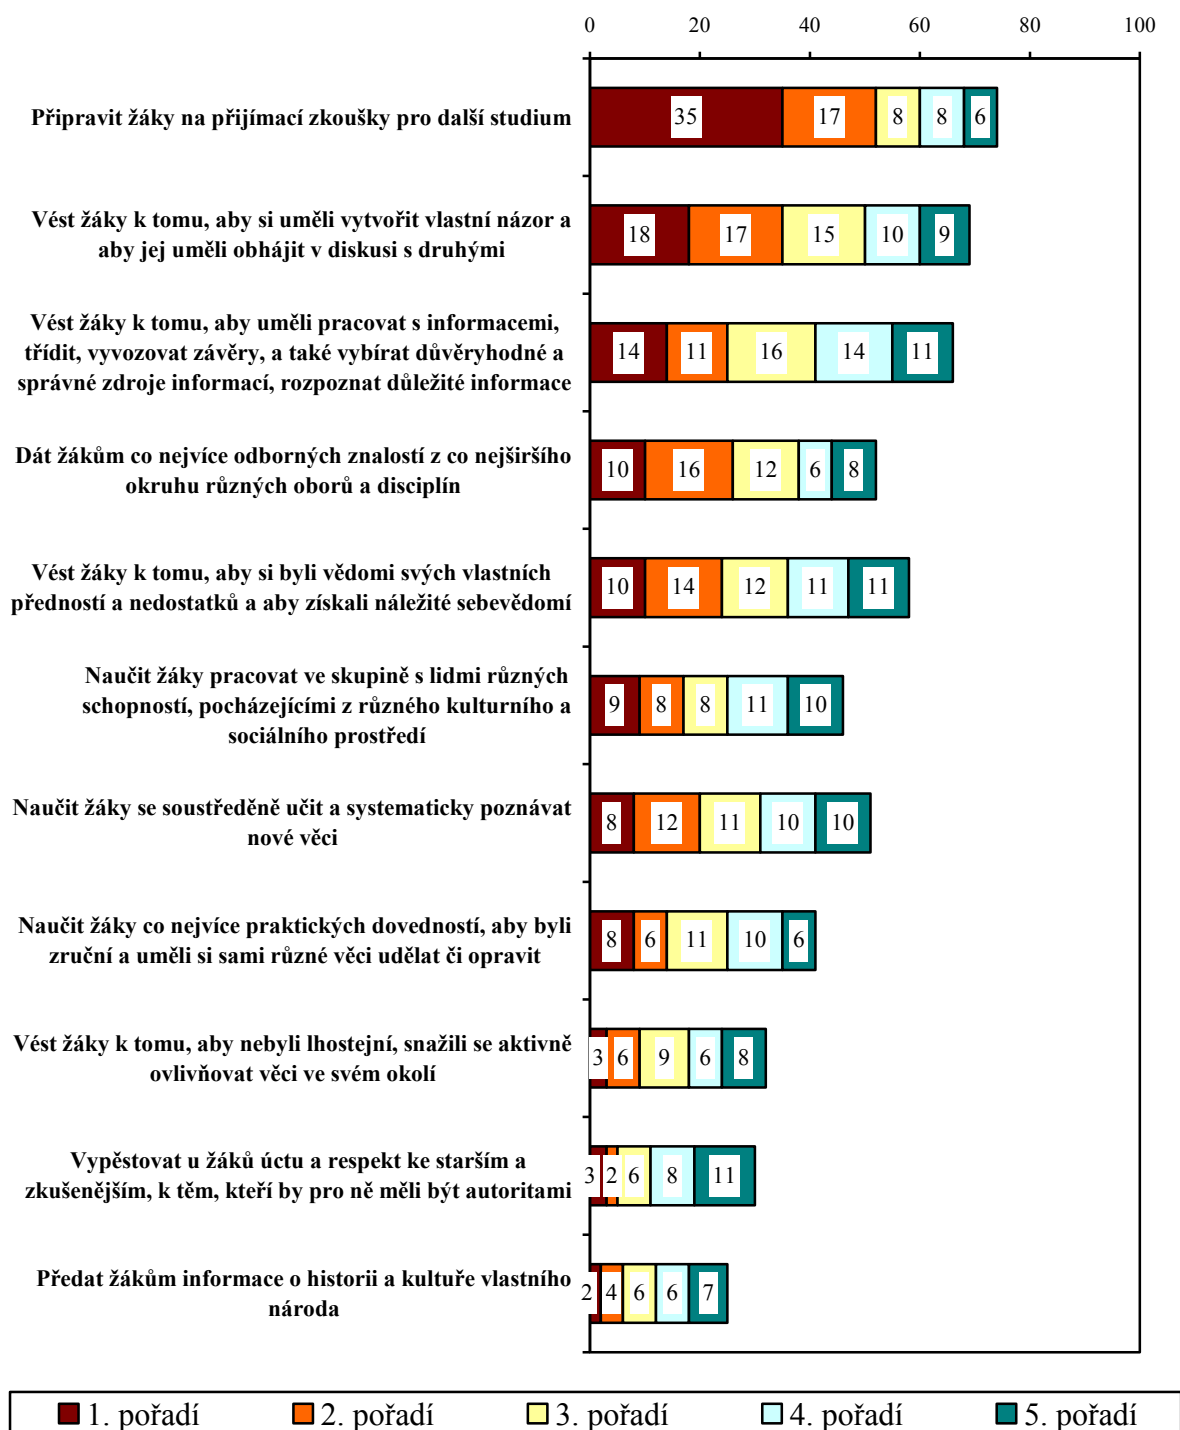 0 20 40 60 80 100
Připravit žáky na přijímací zkoušky pro další studium
35 17 8 8 6
Vést žáky k tomu, aby si uměli vytvořit vlastní názor a
aby jej uměli obhájit v diskusi s druhými
18 17 15 10 9
Vést žáky k tomu, aby uměli pracovat s informacemi,
třídit, vyvozovat závěry, a také vybírat důvěryhodné a
správné zdroje informací, rozpoznat důležité informace
14 11 16 14 11
Dát žákům co nejvíce odborných znalostí z co nejširšího
okruhu různých oborů a disciplín
10 16 12 6 8
Vést žáky k tomu, aby si byli vědomi svých vlastních
předností a nedostatků a aby získali náležité sebevědomí
10 14 12 11 11
Naučit žáky pracovat ve skupině s lidmi různých
schopností, pocházejícími z různého kulturního a
sociálního prostředí
9 8 8 11 10
Naučit žáky se soustředěně učit a systematicky poznávat
nové věci
8 12 11 10 10
Naučit žáky co nejvíce praktických dovedností, aby byli
zruční a uměli si sami různé věci udělat či opravit
8 6 11 10 6
Vést žáky k tomu, aby nebyli lhostejní, snažili se aktivně
ovlivňovat věci ve svém okolí
3 6 9 6 8
Vypěstovat u žáků úctu a respekt ke starším a
zkušenějším, k těm, kteří by pro ně měli být autoritami
3 2 6 8 11
Předat žákům informace o historii a kultuře vlastního
národa
2 4 6 6 7
1. pořadí 2. pořadí 3. pořadí 4. pořadí 5. pořadí